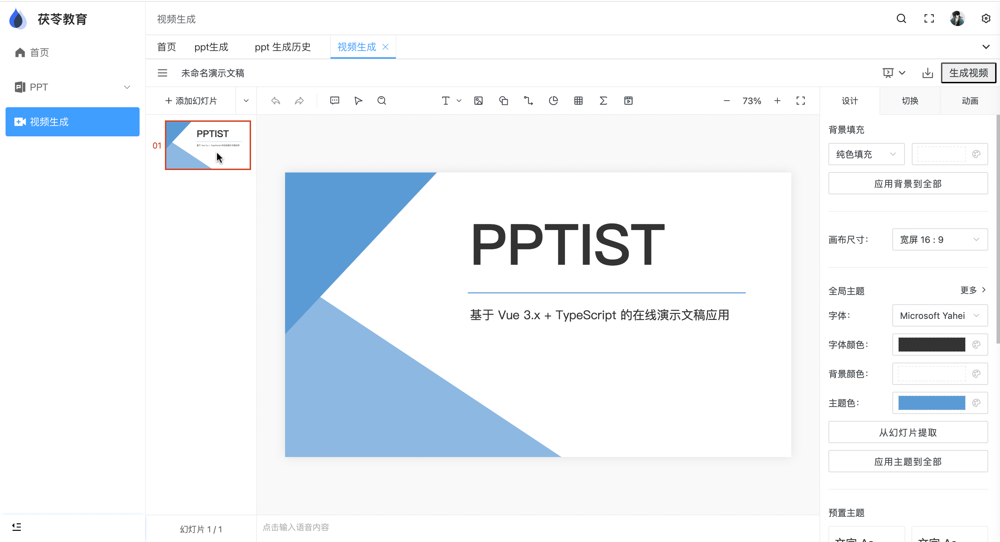 茯苓教育
视频生成
首页
PPT
视频生成
首页
ppt生成
ppt 生成历史
视频生成
未命名演示文稿
生成视频
添加幻灯片
73%
设计
切换
动画
01
PPTIST
基于 Vue 3.x + TypeScript 的在线演示文稿应用
PPTIST
基于 Vue 3.x + TypeScript 的在线演示文稿应用
背景填充
纯色填充
应用背景到全部
画布尺寸：
宽屏 16 : 9
全局主题
更多
字体：
Microsoft Yahei
字体颜色：
背景颜色：
主题色：
从幻灯片提取
应用主题到全部
预置主题
文字 Aa
文字 Aa
幻灯片 1 / 1
点击输入语音内容